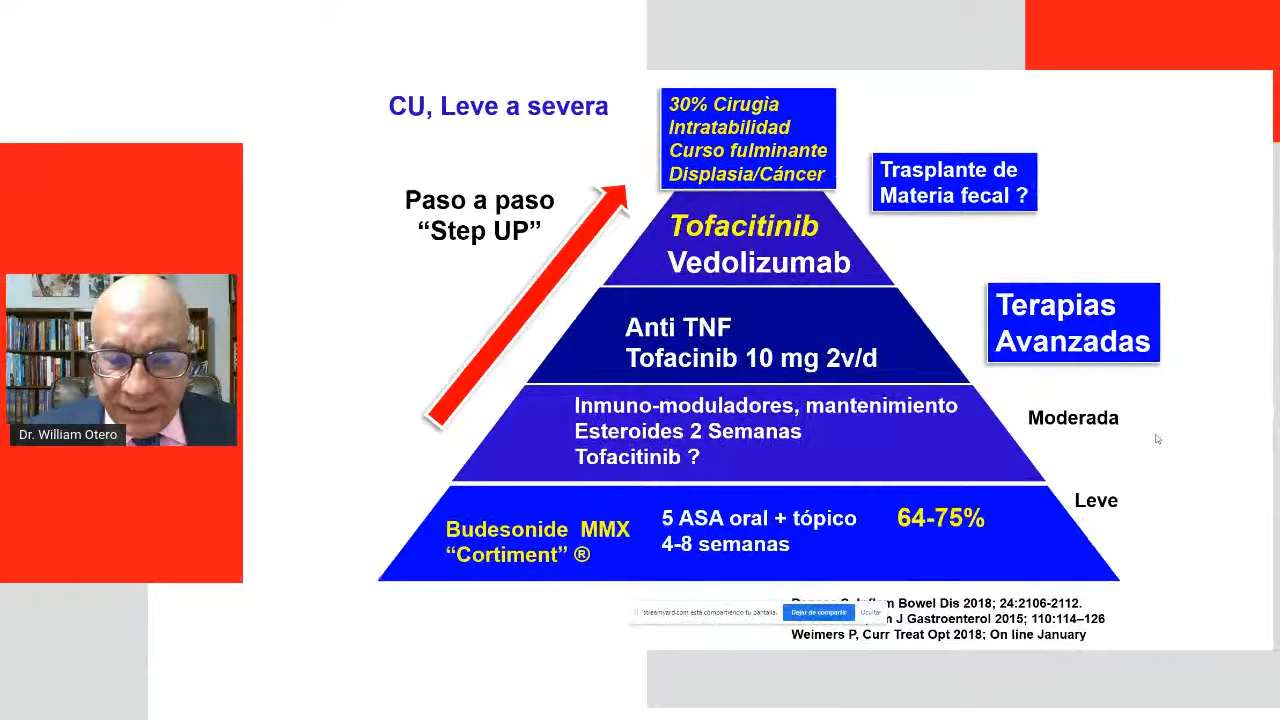 CU, Leve a severa
Paso a paso
“Step UP”
30% Cirugìa
Intratabilidad
Curso fulminante
Displasia/Cáncer
Trasplante de
Materia fecal ?
Tofacitinib
Vedolizumab
Terapias
Avanzadas
Anti TNF
Tofacinib 10 mg 2v/d
Inmuno-moduladores, mantenimiento
Esteroides 2 Semanas
Tofacitinib ?
Moderada
Leve
Budesonide MMX
“Cortiment” ®
5 ASA oral + tópico
4-8 semanas
64-75%
Dr. William Otero
Bowel Dis 2018; 24:2106-2112.
J Gastroenterol 2015; 110:114–126
Weimers P, Curr Treat Opt 2018; On line January
streamyard.com está compartiendo tu pantalla.
Dejar de compartir
Ocultar